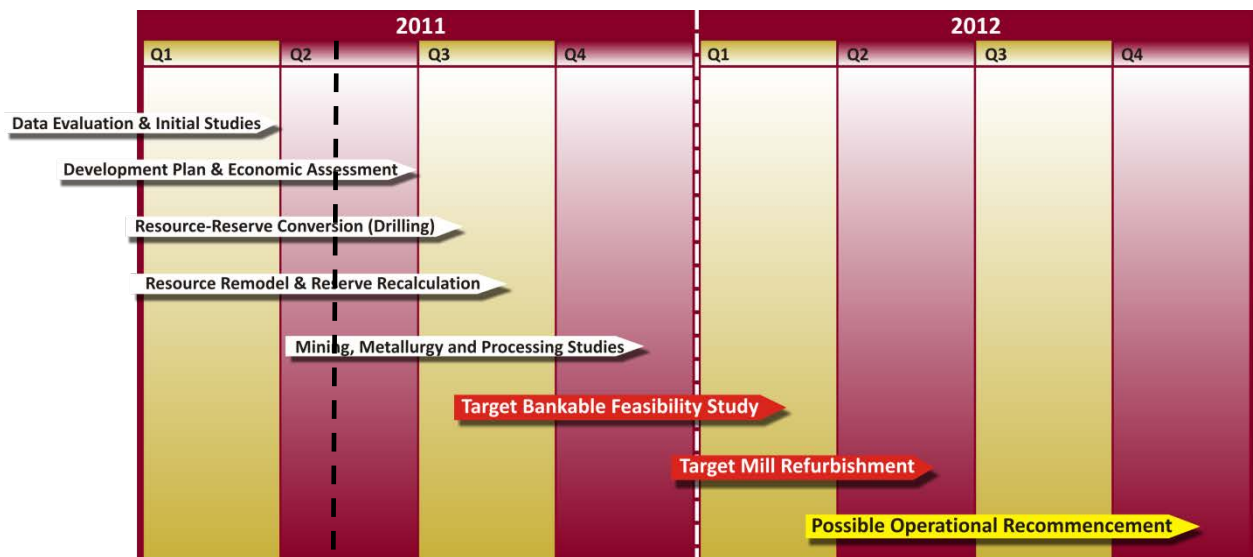 2011 2012
Q1 Q2 Q3 Q4 Q1 Q2 Q3 Q4
Data Evaluation & Initial Studies
Development Plan & Economic Assessment
Resource-Reserve Conversion (Drilling)
Resource Remodel & Reserve Recalculation
Mining, Metallurgy and Processing Studies
Target Bankable Feasibility Study
Target Mill Refurbishment
Possible Operational Recommencement